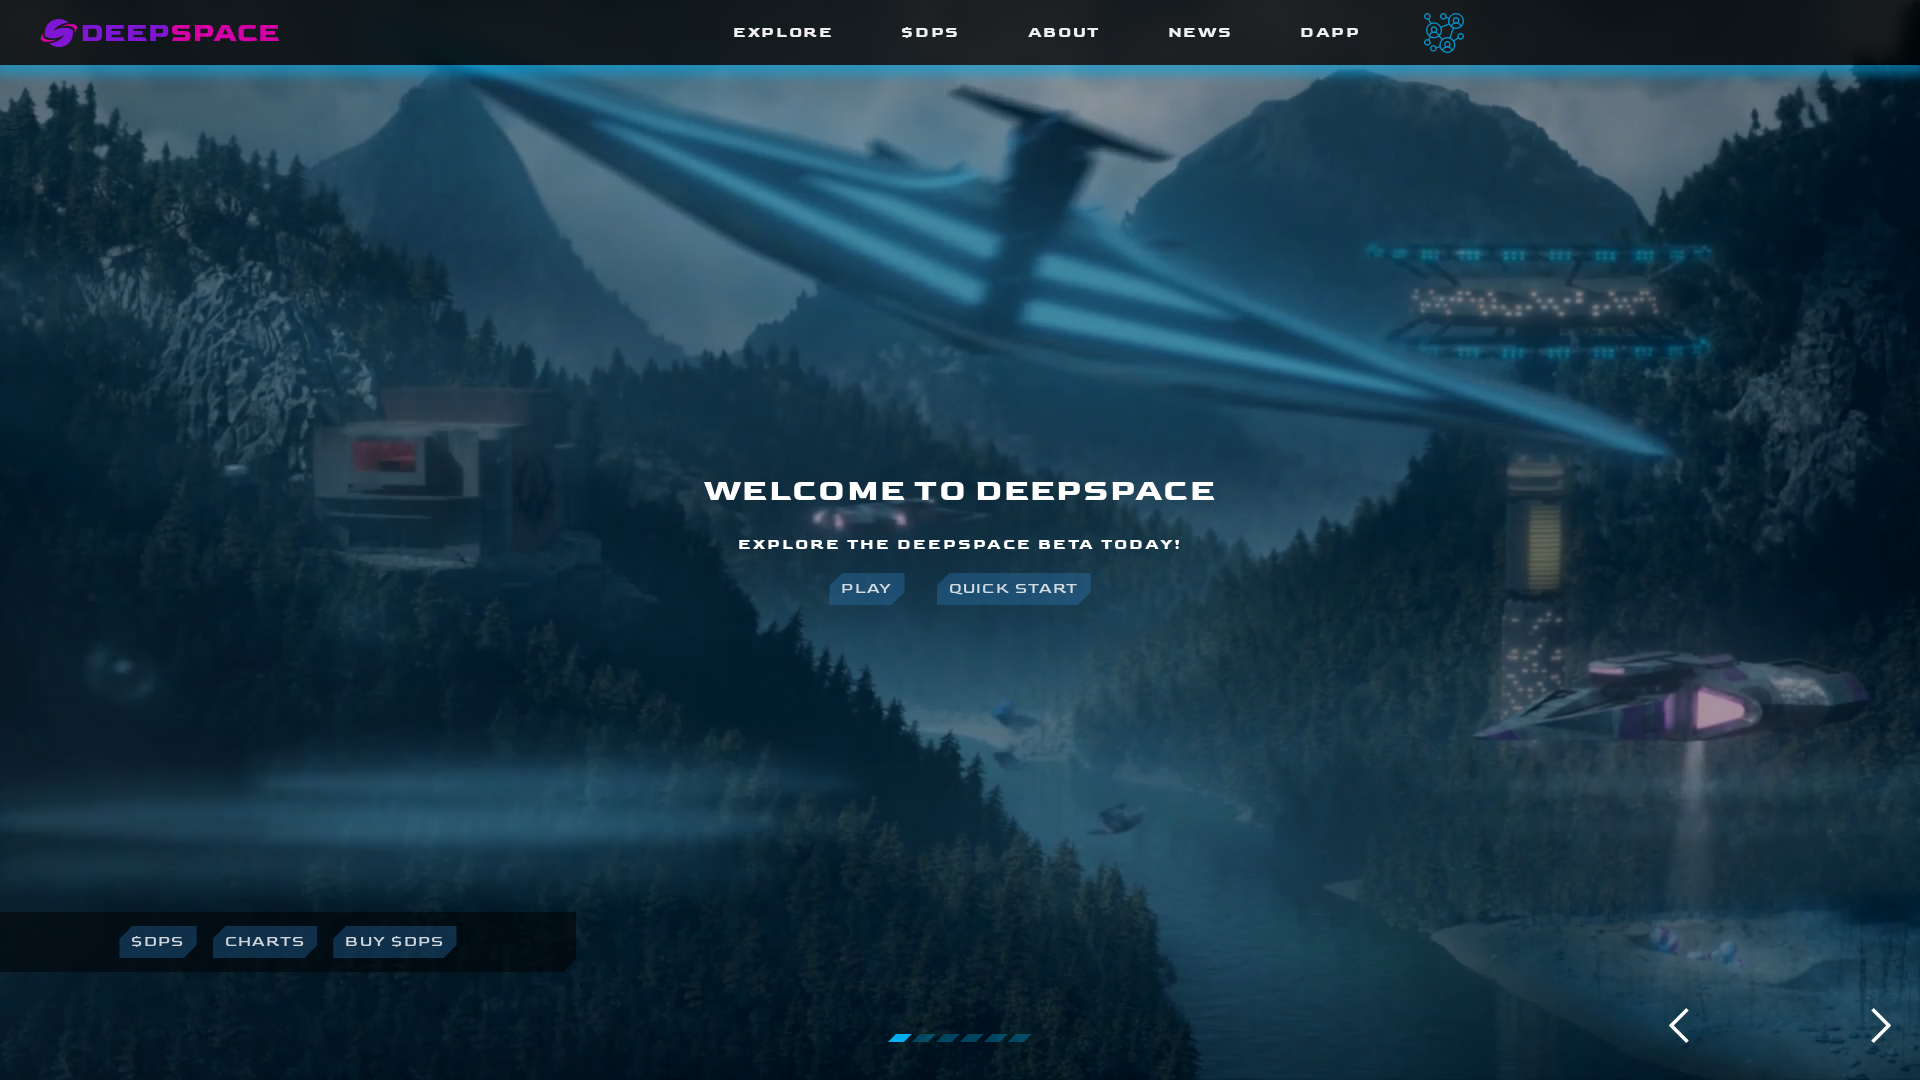 DEEPSPACE
EXPLORE
$DPS
ABOUT
NEWS
DAPP
WELCOME TO DEEPSPACE
EXPLORE THE DEEPSPACE BETA TODAY!
PLAY
QUICK START
$DPS
CHARTS
BUY $DPS